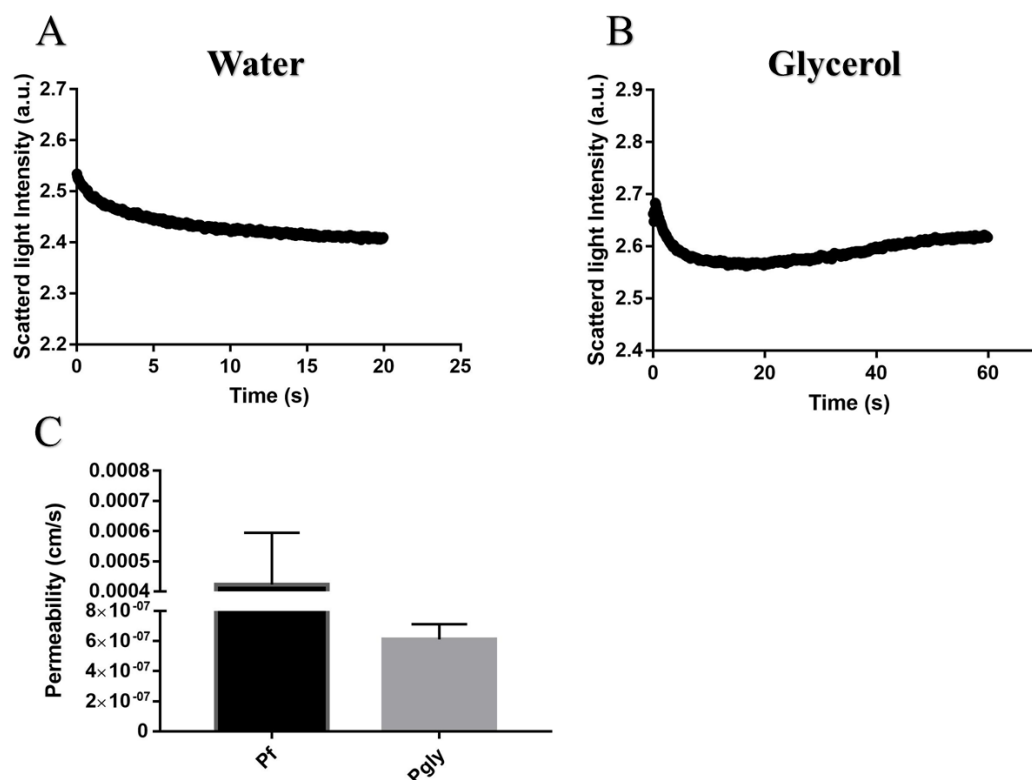 A
Water
Scatterd light Intensity (a.u.)
2.7
2.6
2.5
2.4
2.3
2.2
0 5 10 15 20 25
Time (s)
B
Glycerol
Scatterd light Intensity (a.u.)
2.9
2.8
2.7
2.6
2.5
2.4
0 20 40 60
Time (s)
C
Permeability (cm/s)
0.0008
0.0007
0.0006
0.0005
0.0004
8×10⁻⁰⁷
6×10⁻⁰⁷
4×10⁻⁰⁷
2×10⁻⁰⁷
0
Pf
Pgly